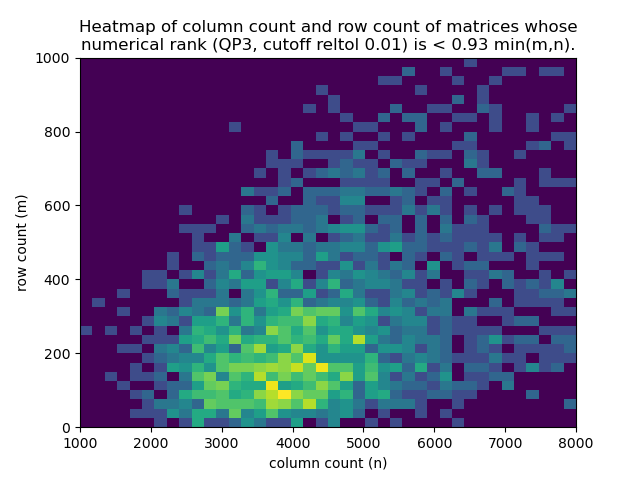 Heatmap of column count and row count of matrices whose
numerical rank (QP3, cutoff reltol 0.01) is < 0.93 min(m,n).
1000
800
600
400
200
0
row count (m)
1000 2000 3000 4000 5000 6000 7000 8000
column count (n)